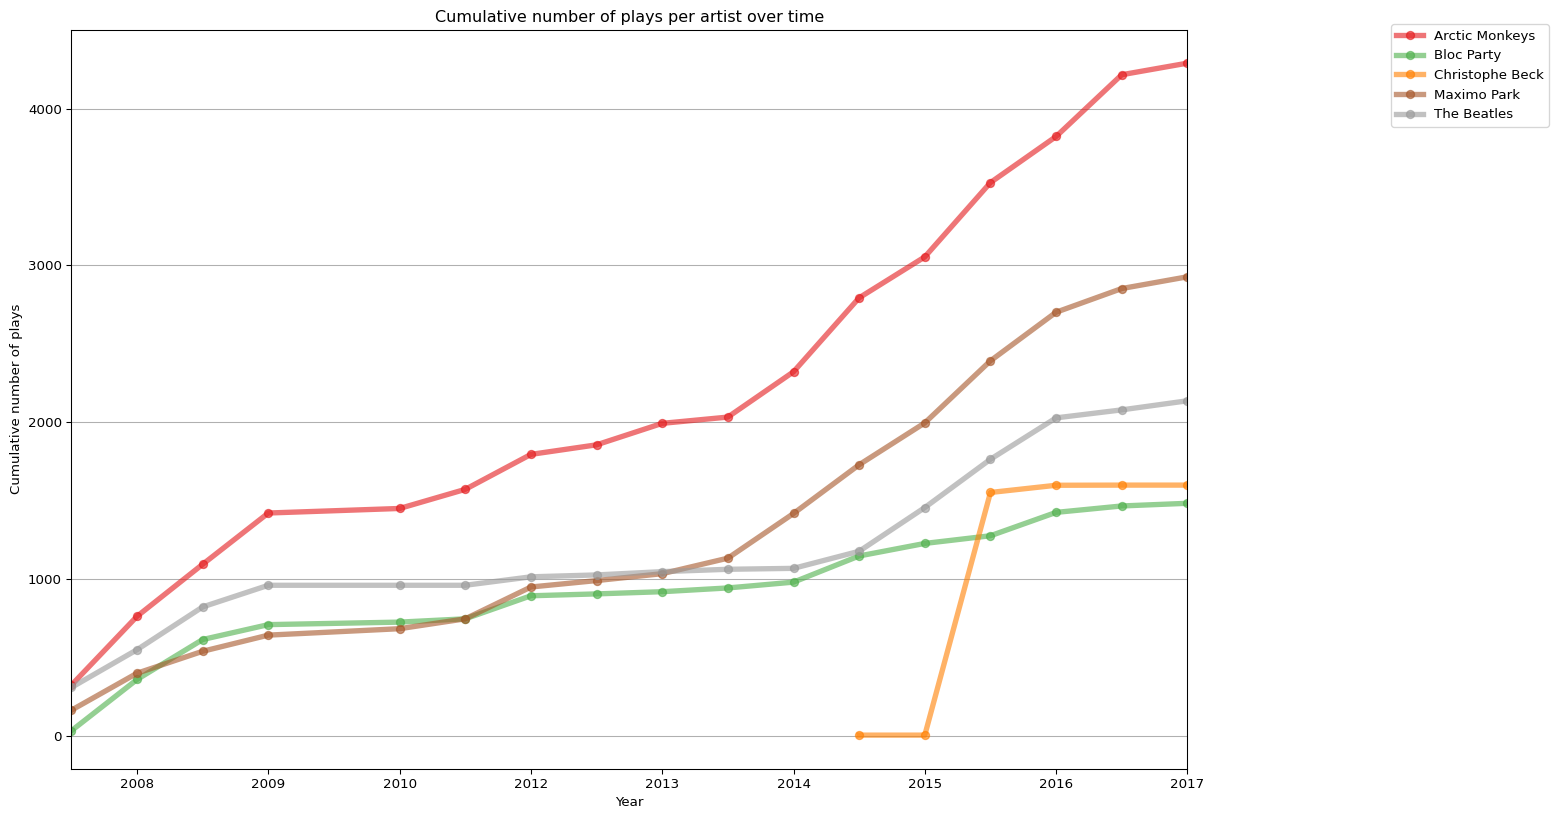 Cumulative number of plays per artist over time
Arctic Monkeys
Bloc Party
Christophe Beck
Maximo Park
The Beatles
Cumulative number of plays
4000
3000
2000
1000
0
2008 2009 2010 2012 2013 2014 2015 2016 2017
Year